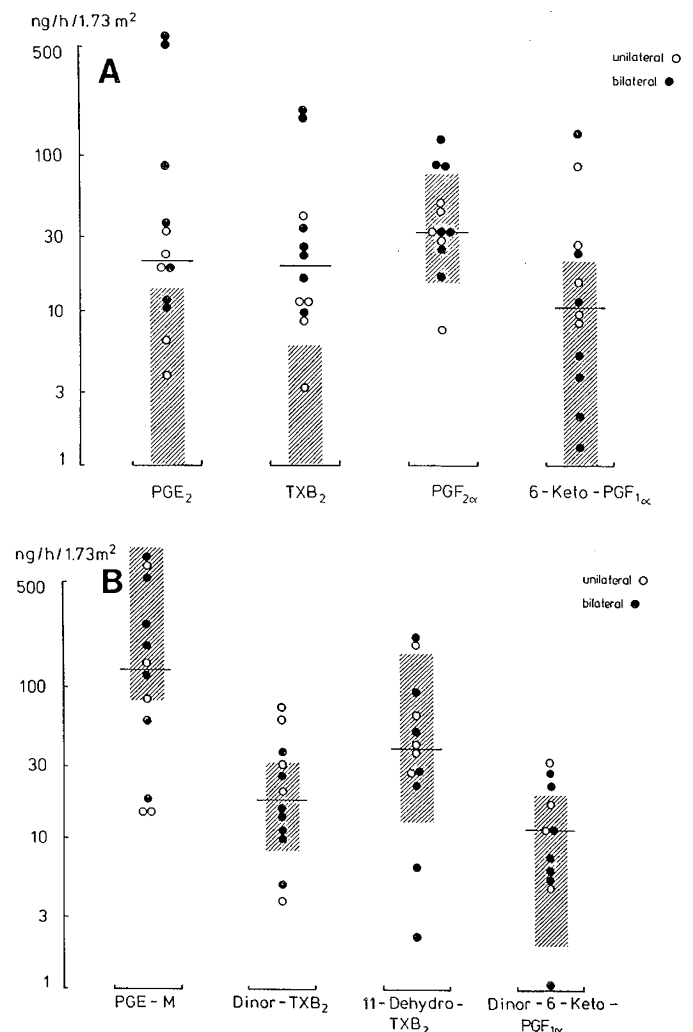 ng/h/1.73 m²
500
A
unilateral ○
bilateral ●
100
30
10
3
1
PGE₂
TXB₂
PGF₂α
6-Keto-PGF₁α
ng/h/1.73m²
500
B
unilateral ○
bilateral ●
100
30
10
3
1
PGE-M
Dinor-TXB₂
11-Dehydro-
TXB₂
Dinor-6-Keto-
PGF₁α